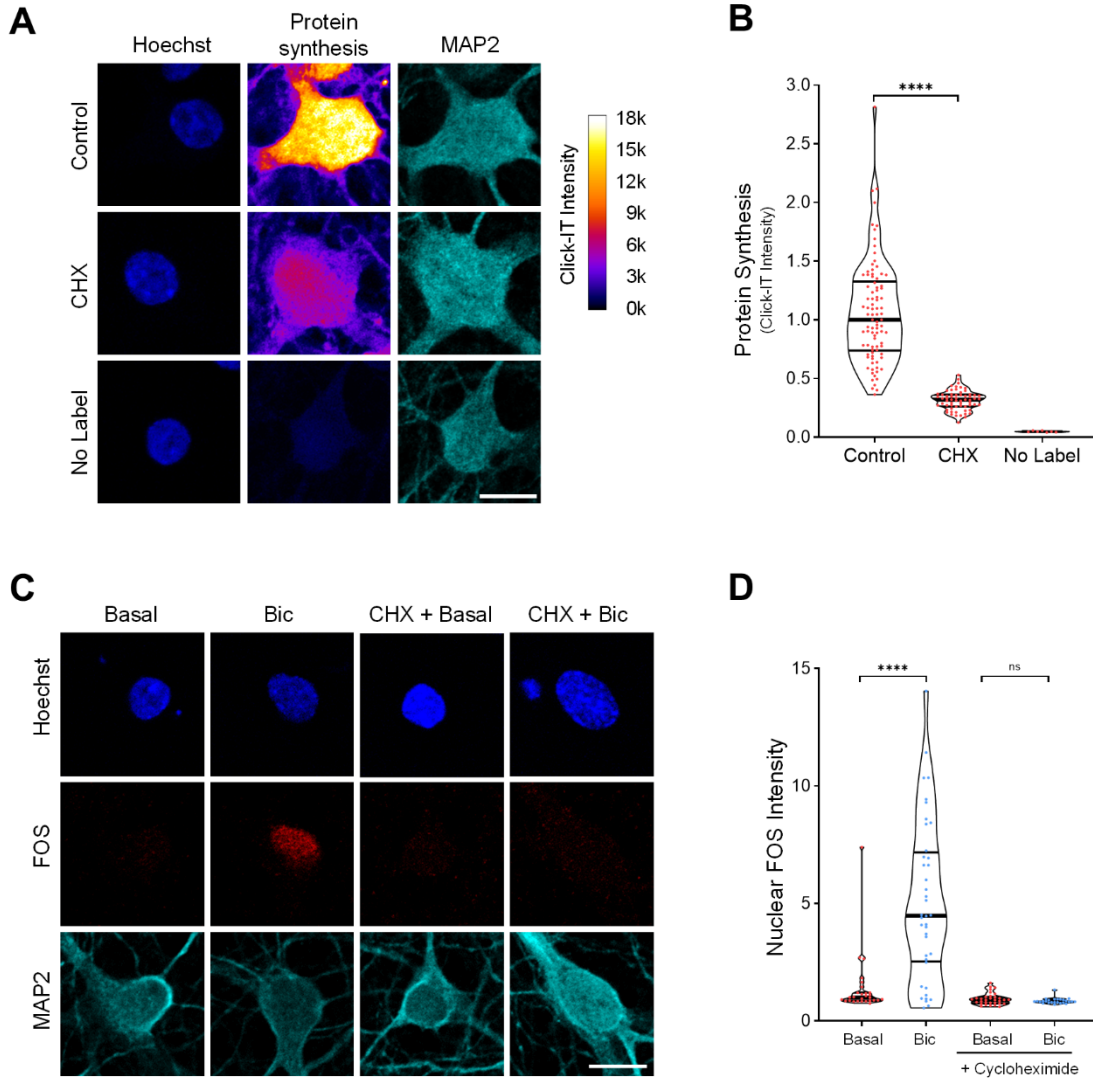 A
Hoechst
Protein
synthesis
MAP2
Control
CHX
No Label
Click-IT Intensity
18k
15k
12k
9k
6k
3k
0k
B
Protein Synthesis
(Click-IT Intensity)
3.0
2.5
2.0
1.5
1.0
0.5
0.0
****
Control CHX No Label
C
Basal Bic CHX + Basal CHX + Bic
Hoechst
FOS
MAP2
D
Nuclear FOS Intensity
15
10
5
0
**** ns
Basal Bic Basal Bic
+ Cycloheximide